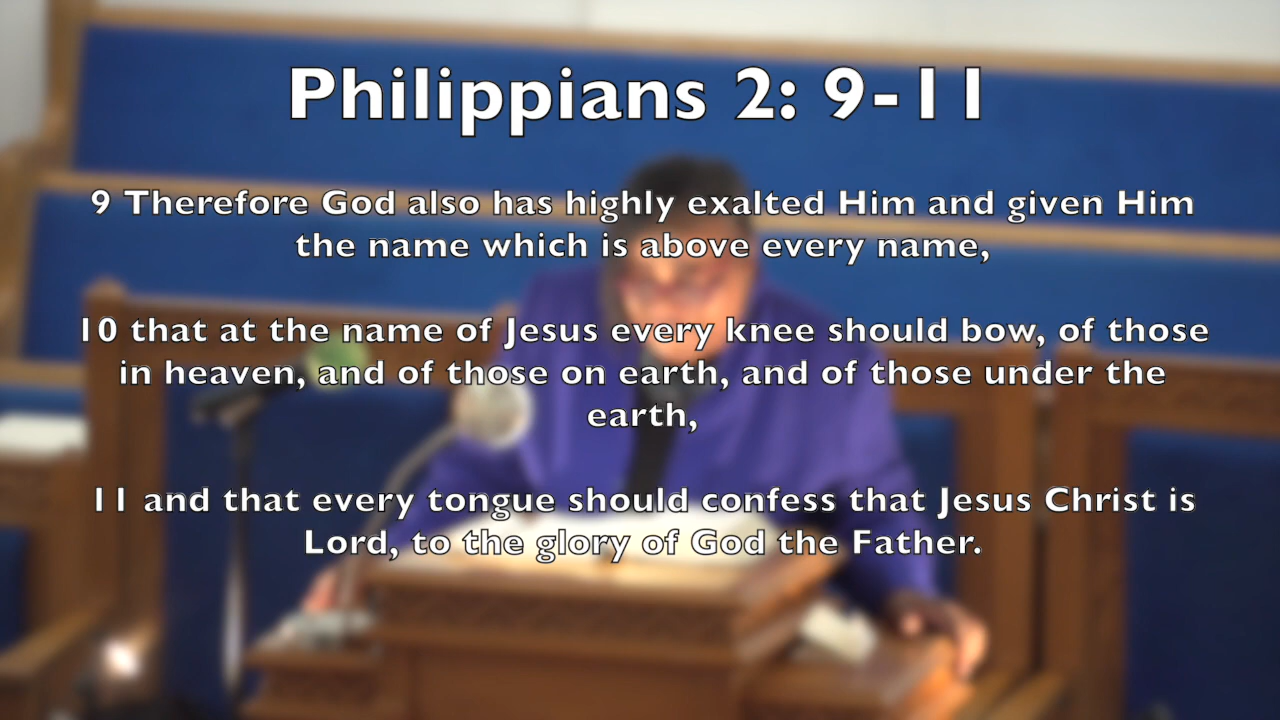 Philippians 2: 9-11
9 Therefore God also has highly exalted Him and given Him
the name which is above every name,
10 that at the name of Jesus every knee should bow, of those
in heaven, and of those on earth, and of those under the
earth,
11 and that every tongue should confess that Jesus Christ is
Lord, to the glory of God the Father.